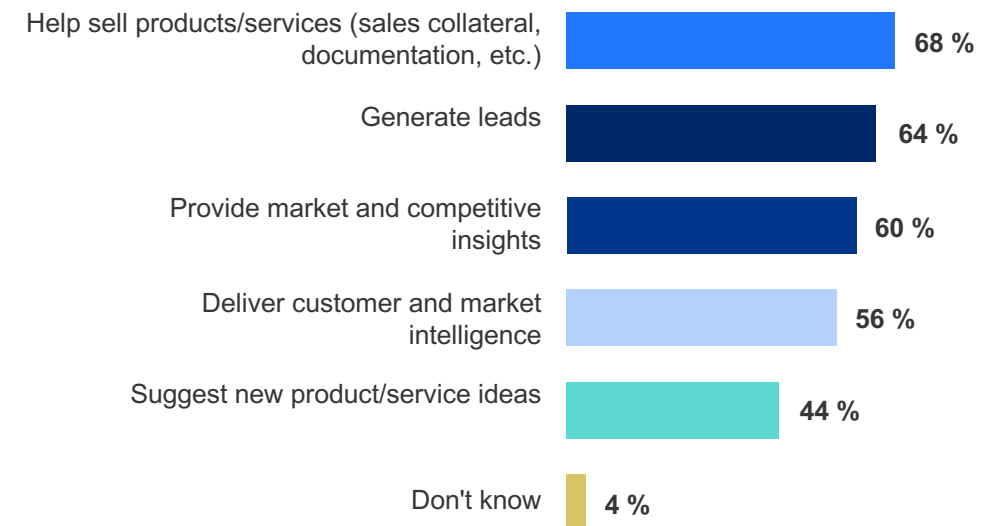 Help sell products/services (sales collateral,
documentation, etc.)
68 %
Generate leads
64 %
Provide market and competitive
insights
60 %
Deliver customer and market
intelligence
56 %
Suggest new product/service ideas
44 %
Don't know
4 %